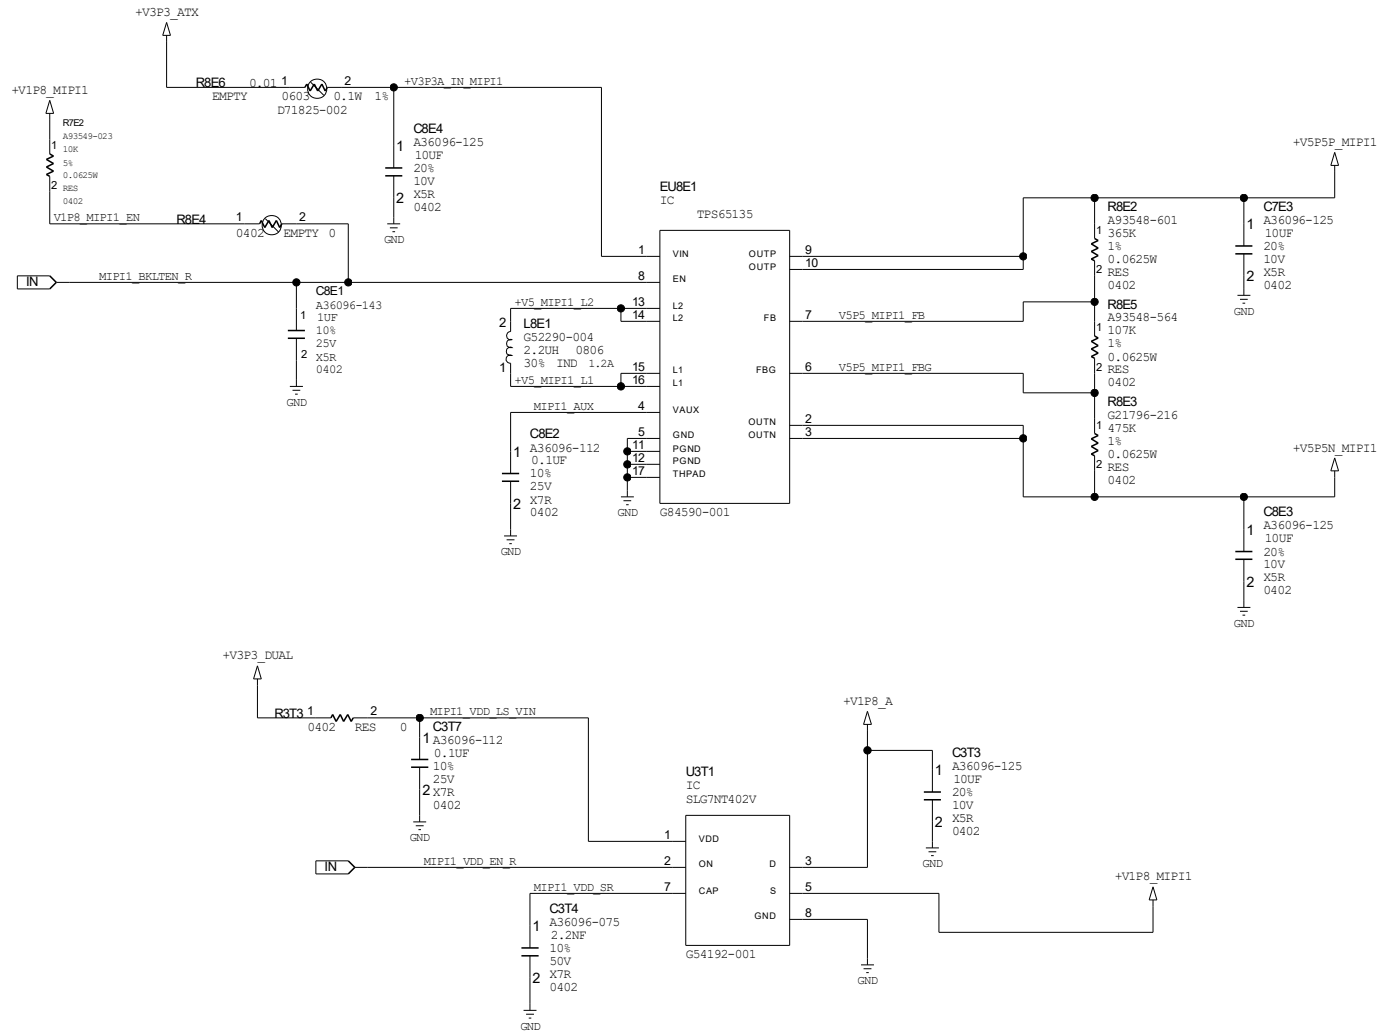 +V3P3_ATX
R8E6 0.01 1 2 +V3P3A_IN_MIPI1
EMPTY 0603 0.1W 1%
D71825-002
+V1P8_MIPI1
R7E2
A93549-023
1 10K
5%
0.0625W
2 RES
0402
V1P8_MIPI1_EN R8E4 1 2
0402 EMPTY 0
C8E4
A36096-125
1 10UF
20%
10V
2 X5R
0402
GND
IN MIPI1_BKLTEN_R
C8E1
A36096-143
1 1UF
10%
25V
2 X5R
0402
GND
+V5_MIPI1_L2
2 L8E1
G52290-004
2.2UH 0806
1 30% IND 1.2A
+V5_MIPI1_L1
MIPI1_AUX
C8E2
1 A36096-112
0.1UF
10%
25V
2 X7R
0402
GND
EU8E1
IC
TPS65135
1 VIN OUTP 9
OUTP 10
8 EN
13 L2
14 L2 FB 7 V5P5_MIPI1_FB
15 L1 FBG 6 V5P5_MIPI1_FBG
16 L1
4 VAUX
OUTN 2
5 GND OUTN 3
11 PGND
12 PGND
17 THPAD
GND
G84590-001
+V5P5P_MIPI1
R8E2
A93548-601
1 365K
1%
0.0625W
2 RES
0402
C7E3
A36096-125
1 10UF
20%
10V
2 X5R
0402
GND
R8E5
A93548-564
1 107K
1%
0.0625W
2 RES
0402
R8E3
G21796-216
1 475K
1%
0.0625W
2 RES
0402
+V5P5N_MIPI1
C8E3
1 A36096-125
10UF
20%
10V
2 X5R
0402
GND
+V3P3_DUAL
R3T3 1 2 MIPI1_VDD_LS_VIN
0402 RES 0
C3T7
1 A36096-112
0.1UF
10%
25V
2 X7R
0402
GND
IN MIPI1_VDD_EN_R
MIPI1_VDD_SR
C3T4
1 A36096-075
2.2NF
10%
50V
2 X7R
0402
GND
U3T1
IC
SLG7NT402V
1 VDD
2 ON D 3
7 CAP S 5
GND 8
G54192-001
GND
+V1P8_A
C3T3
1 A36096-125
10UF
20%
10V
2 X5R
0402
GND
+V1P8_MIPI1